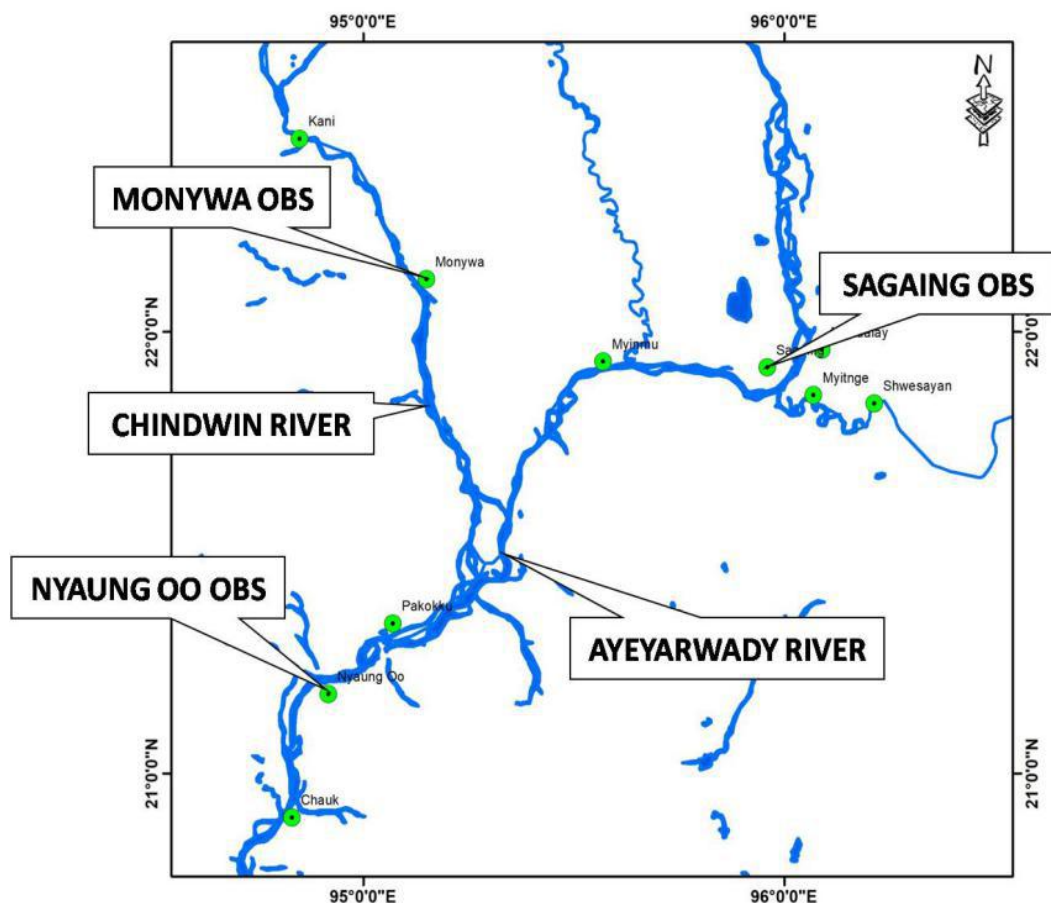 95°0'0"E
96°0'0"E
N
Kani
MONYWA OBS
Monywa
SAGAING OBS
22°0'0"N
22°0'0"N
Myinmu
Myitnge
Shwesayan
CHINDWIN RIVER
NYAUNG OO OBS
Pakokku
AYEYARWADY RIVER
Nyaung Oo
21°0'0"N
21°0'0"N
Chauk
95°0'0"E
96°0'0"E